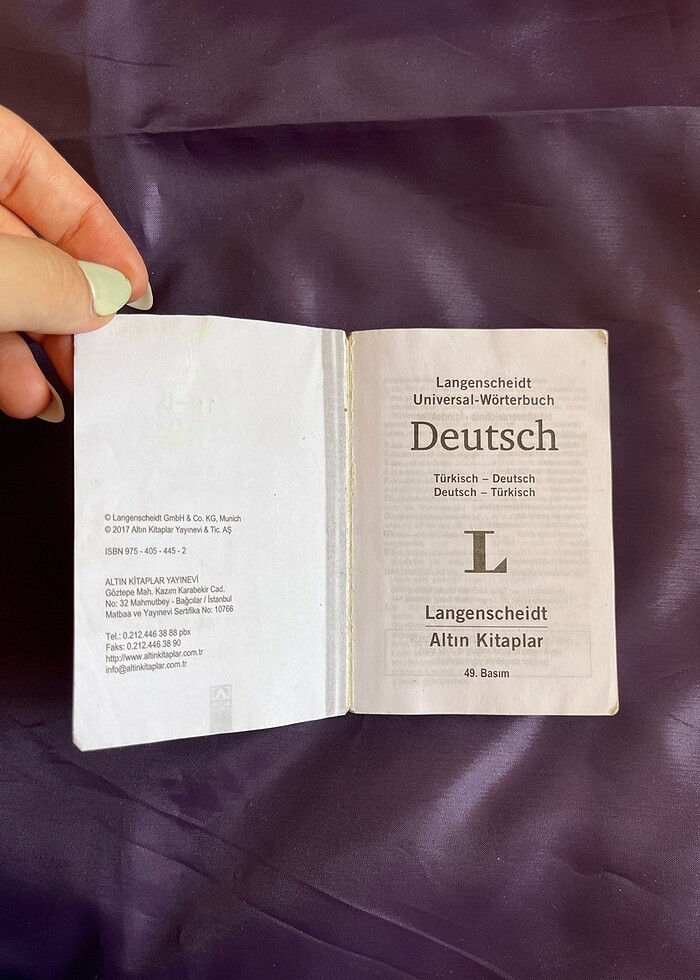 © Langenscheidt GmbH & Co. KG, Munich
© 2017 Altın Kitaplar Yayınevi & Tic. AŞ
ISBN 975 - 405 - 445 - 2
ALTIN KİTAPLAR YAYINEVİ
Göztepe Mah. Kazım Karabekir Cad.
No: 32 Mahmutbey - Bağcılar / İstanbul
Matbaa ve Yayınevi Sertifika No: 10766
Tel.: 0.212.446 38 88 pbx
Faks: 0.212.446 38 90
http://www.altinkitaplar.com.tr
info@altinkitaplar.com.tr
Langenscheidt
Universal-Wörterbuch
Deutsch
Türkisch – Deutsch
Deutsch – Türkisch
L
Langenscheidt
Altın Kitaplar
49. Basım